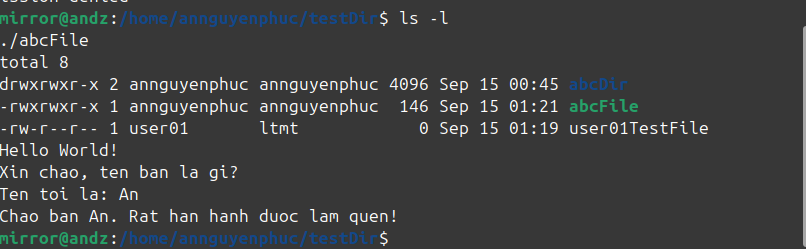 ission denied
mirror@andz:/home/annguyenphuc/testDir$ ls -l
./abcFile
total 8
drwxrwxr-x 2 annguyenphuc annguyenphuc 4096 Sep 15 00:45 abcDir
-rwxrwxr-x 1 annguyenphuc annguyenphuc  146 Sep 15 01:21 abcFile
-rw-r--r-- 1 user01       ltmt            0 Sep 15 01:19 user01TestFile
Hello World!
Xin chao, ten ban la gi?
Ten toi la: An
Chao ban An. Rat han hanh duoc lam quen!
mirror@andz:/home/annguyenphuc/testDir$